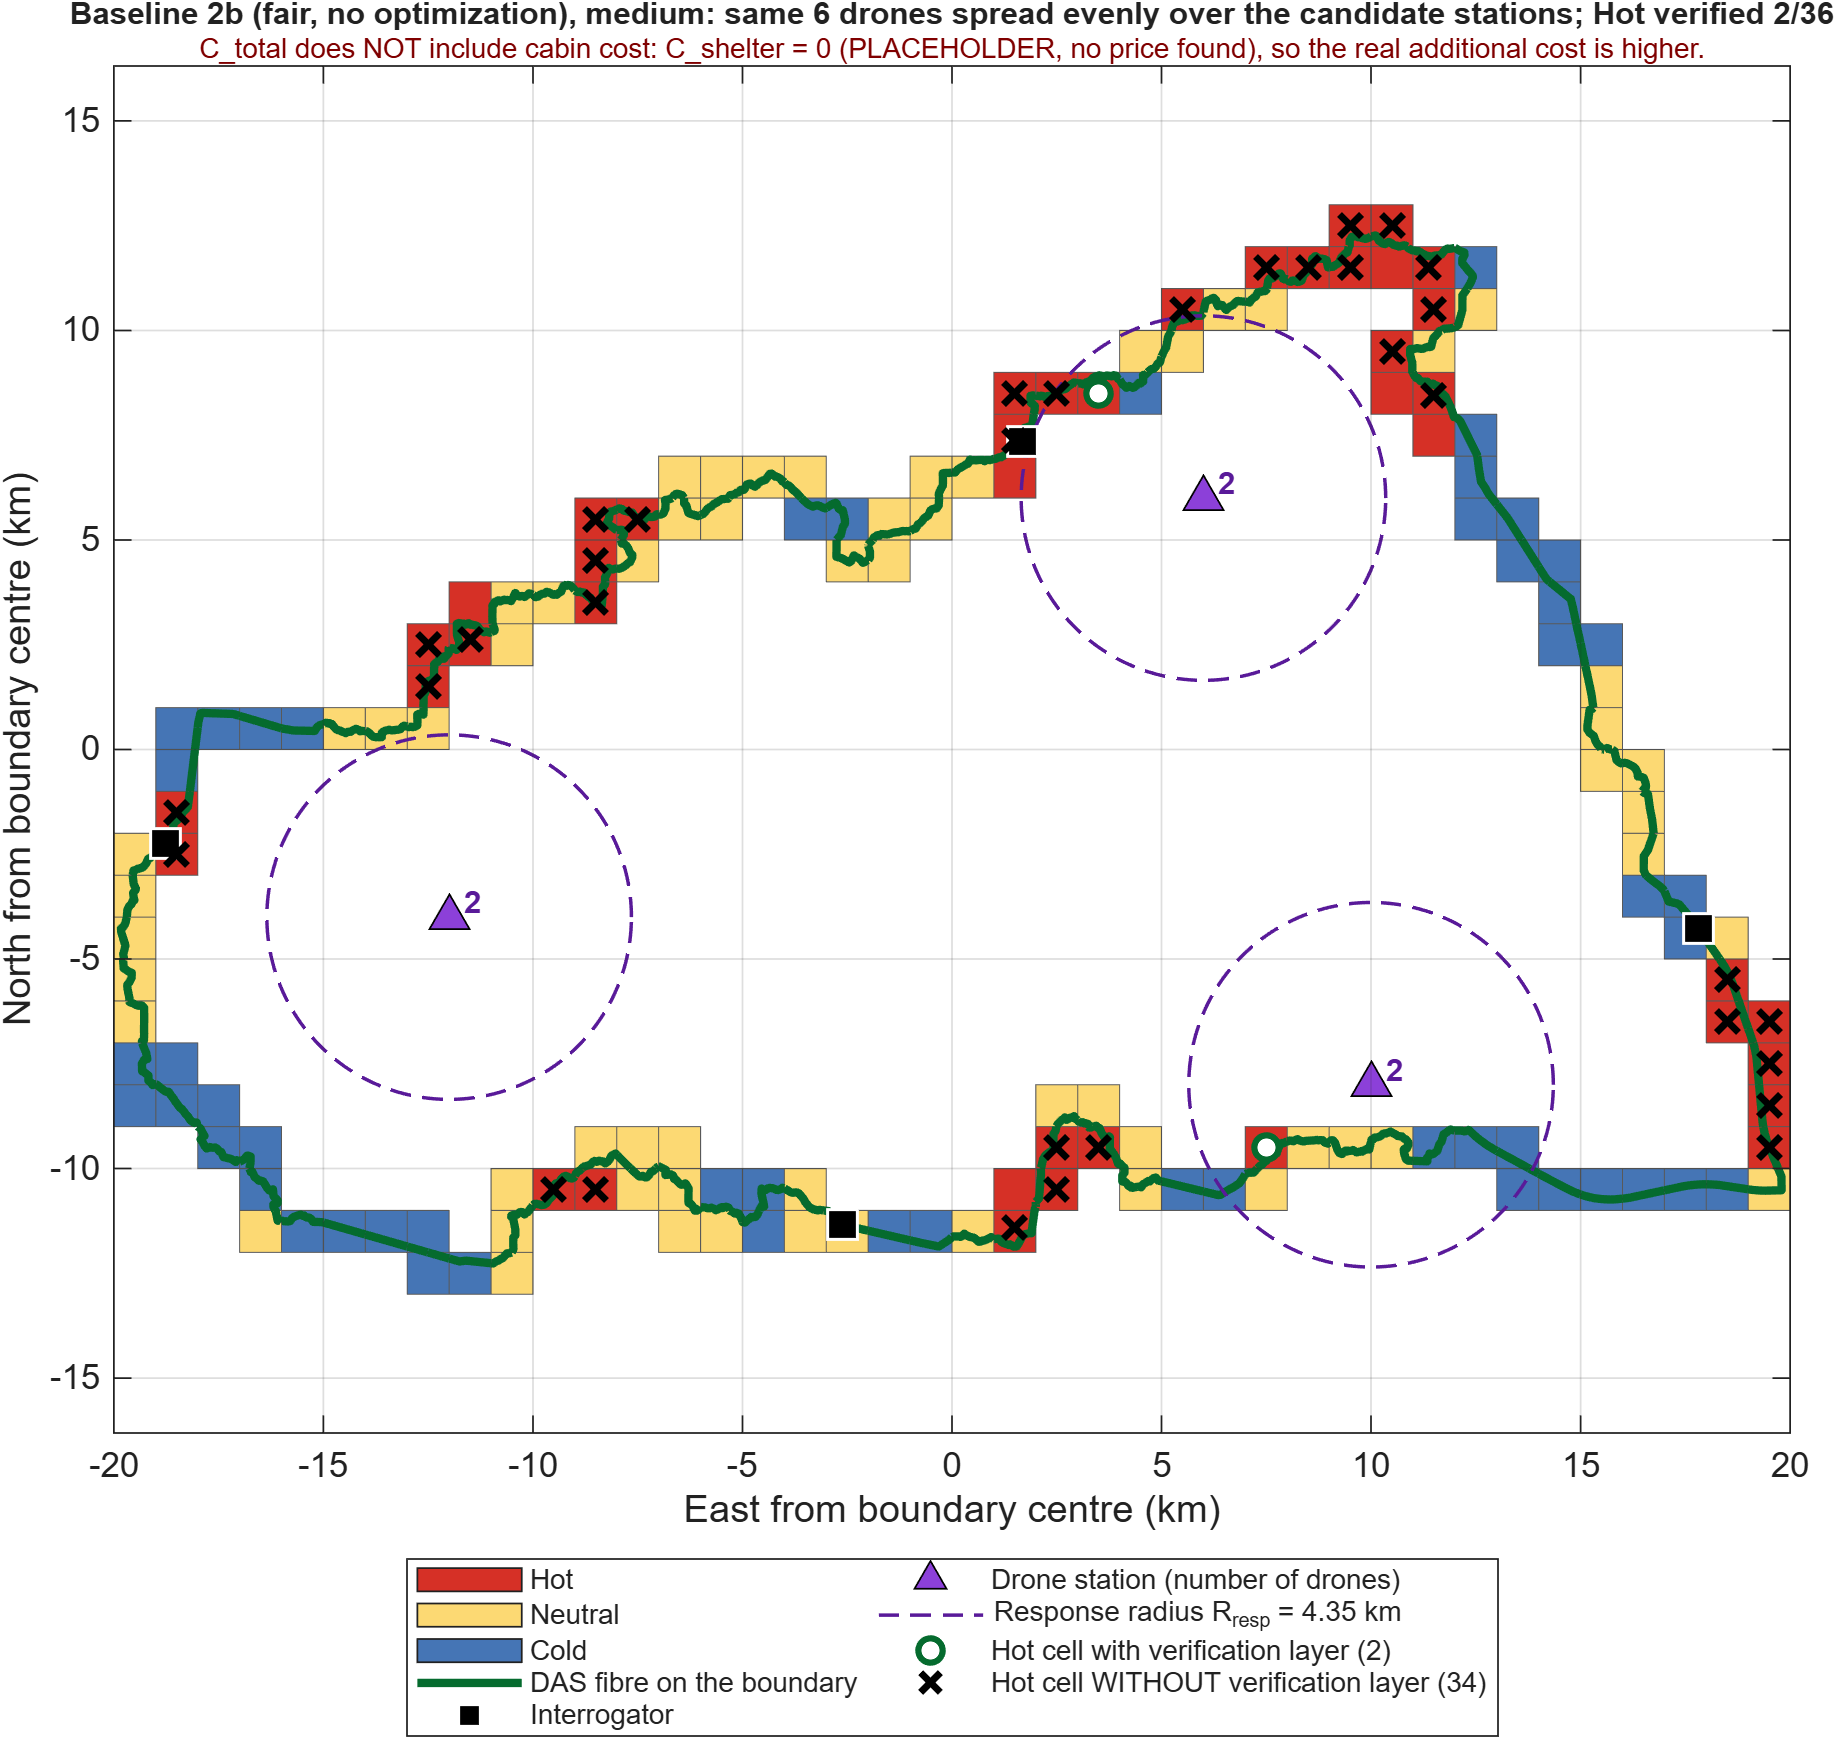 Baseline 2b (fair, no optimization), medium: same 6 drones spread evenly over the candidate stations; Hot verified 2/36
C_total does NOT include cabin cost: C_shelter = 0 (PLACEHOLDER, no price found), so the real additional cost is higher.
15
10
5
0
-5
-10
-15
2
2
2
-20 -15 -10 -5 0 5 10 15 20
North from boundary centre (km)
East from boundary centre (km)
Hot
Neutral
Cold
DAS fibre on the boundary
Interrogator
Drone station (number of drones)
Response radius Rresp = 4.35 km
Hot cell with verification layer (2)
Hot cell WITHOUT verification layer (34)